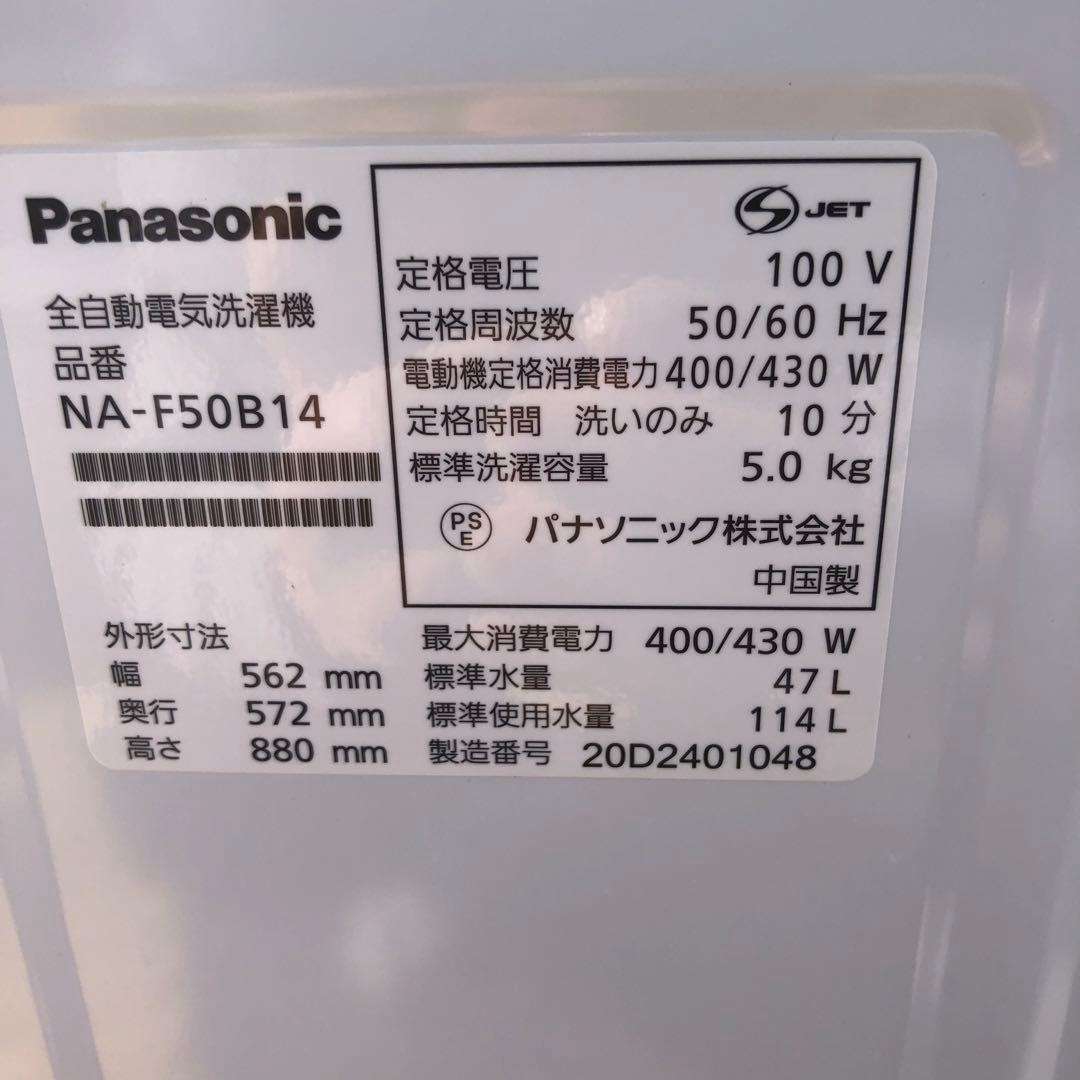 Panasonic
全自動電気洗濯機
品番
NA-F50B14
S JET
定格電圧 100 V
定格周波数 50/60 Hz
電動機定格消費電力 400/430 W
定格時間 洗いのみ 10 分
標準洗濯容量 5.0 kg
PSE パナソニック株式会社
中国製
外形寸法
幅 562 mm
奥行 572 mm
高さ 880 mm
最大消費電力 400/430 W
標準水量 47 L
標準使用水量 114 L
製造番号 20D2401048